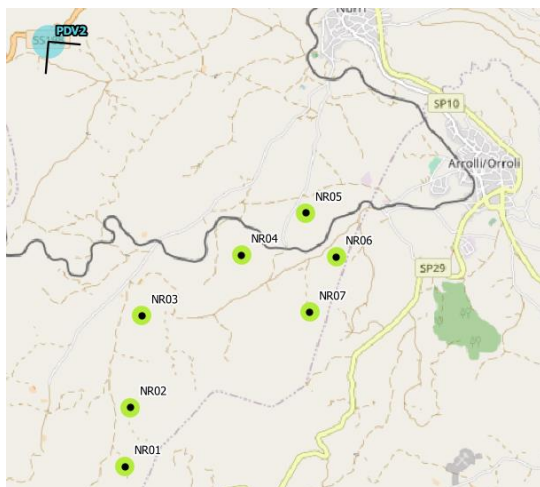 Nurri
PDV2
SP10
Arrolli/Orroli
NR05
NR04
NR06
SP29
NR03
NR07
NR02
NR01